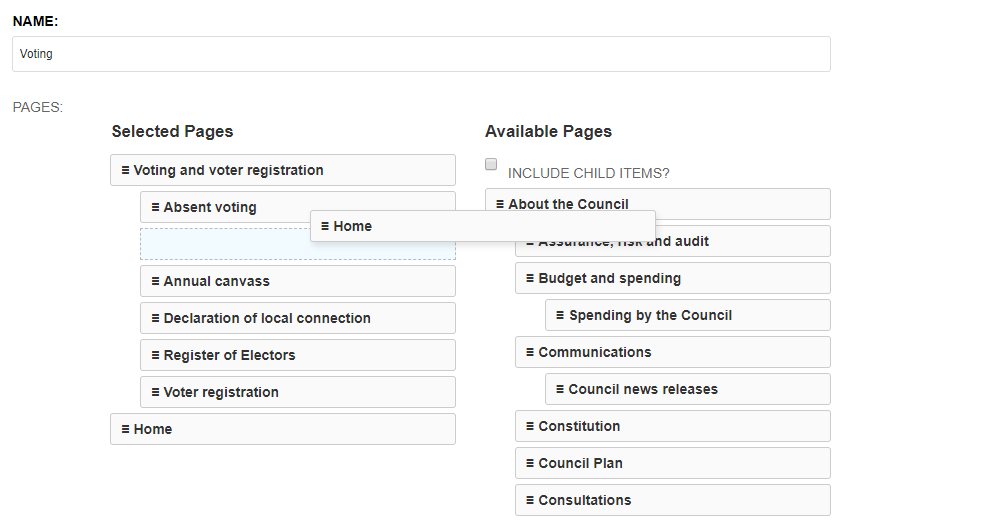 NAME:
Voting
PAGES:
Selected Pages
Voting and voter registration
Absent voting
Annual canvass
Declaration of local connection
Register of Electors
Voter registration
Home
Home
Available Pages
INCLUDE CHILD ITEMS?
About the Council
Assurance, risk and audit
Budget and spending
Spending by the Council
Communications
Council news releases
Constitution
Council Plan
Consultations